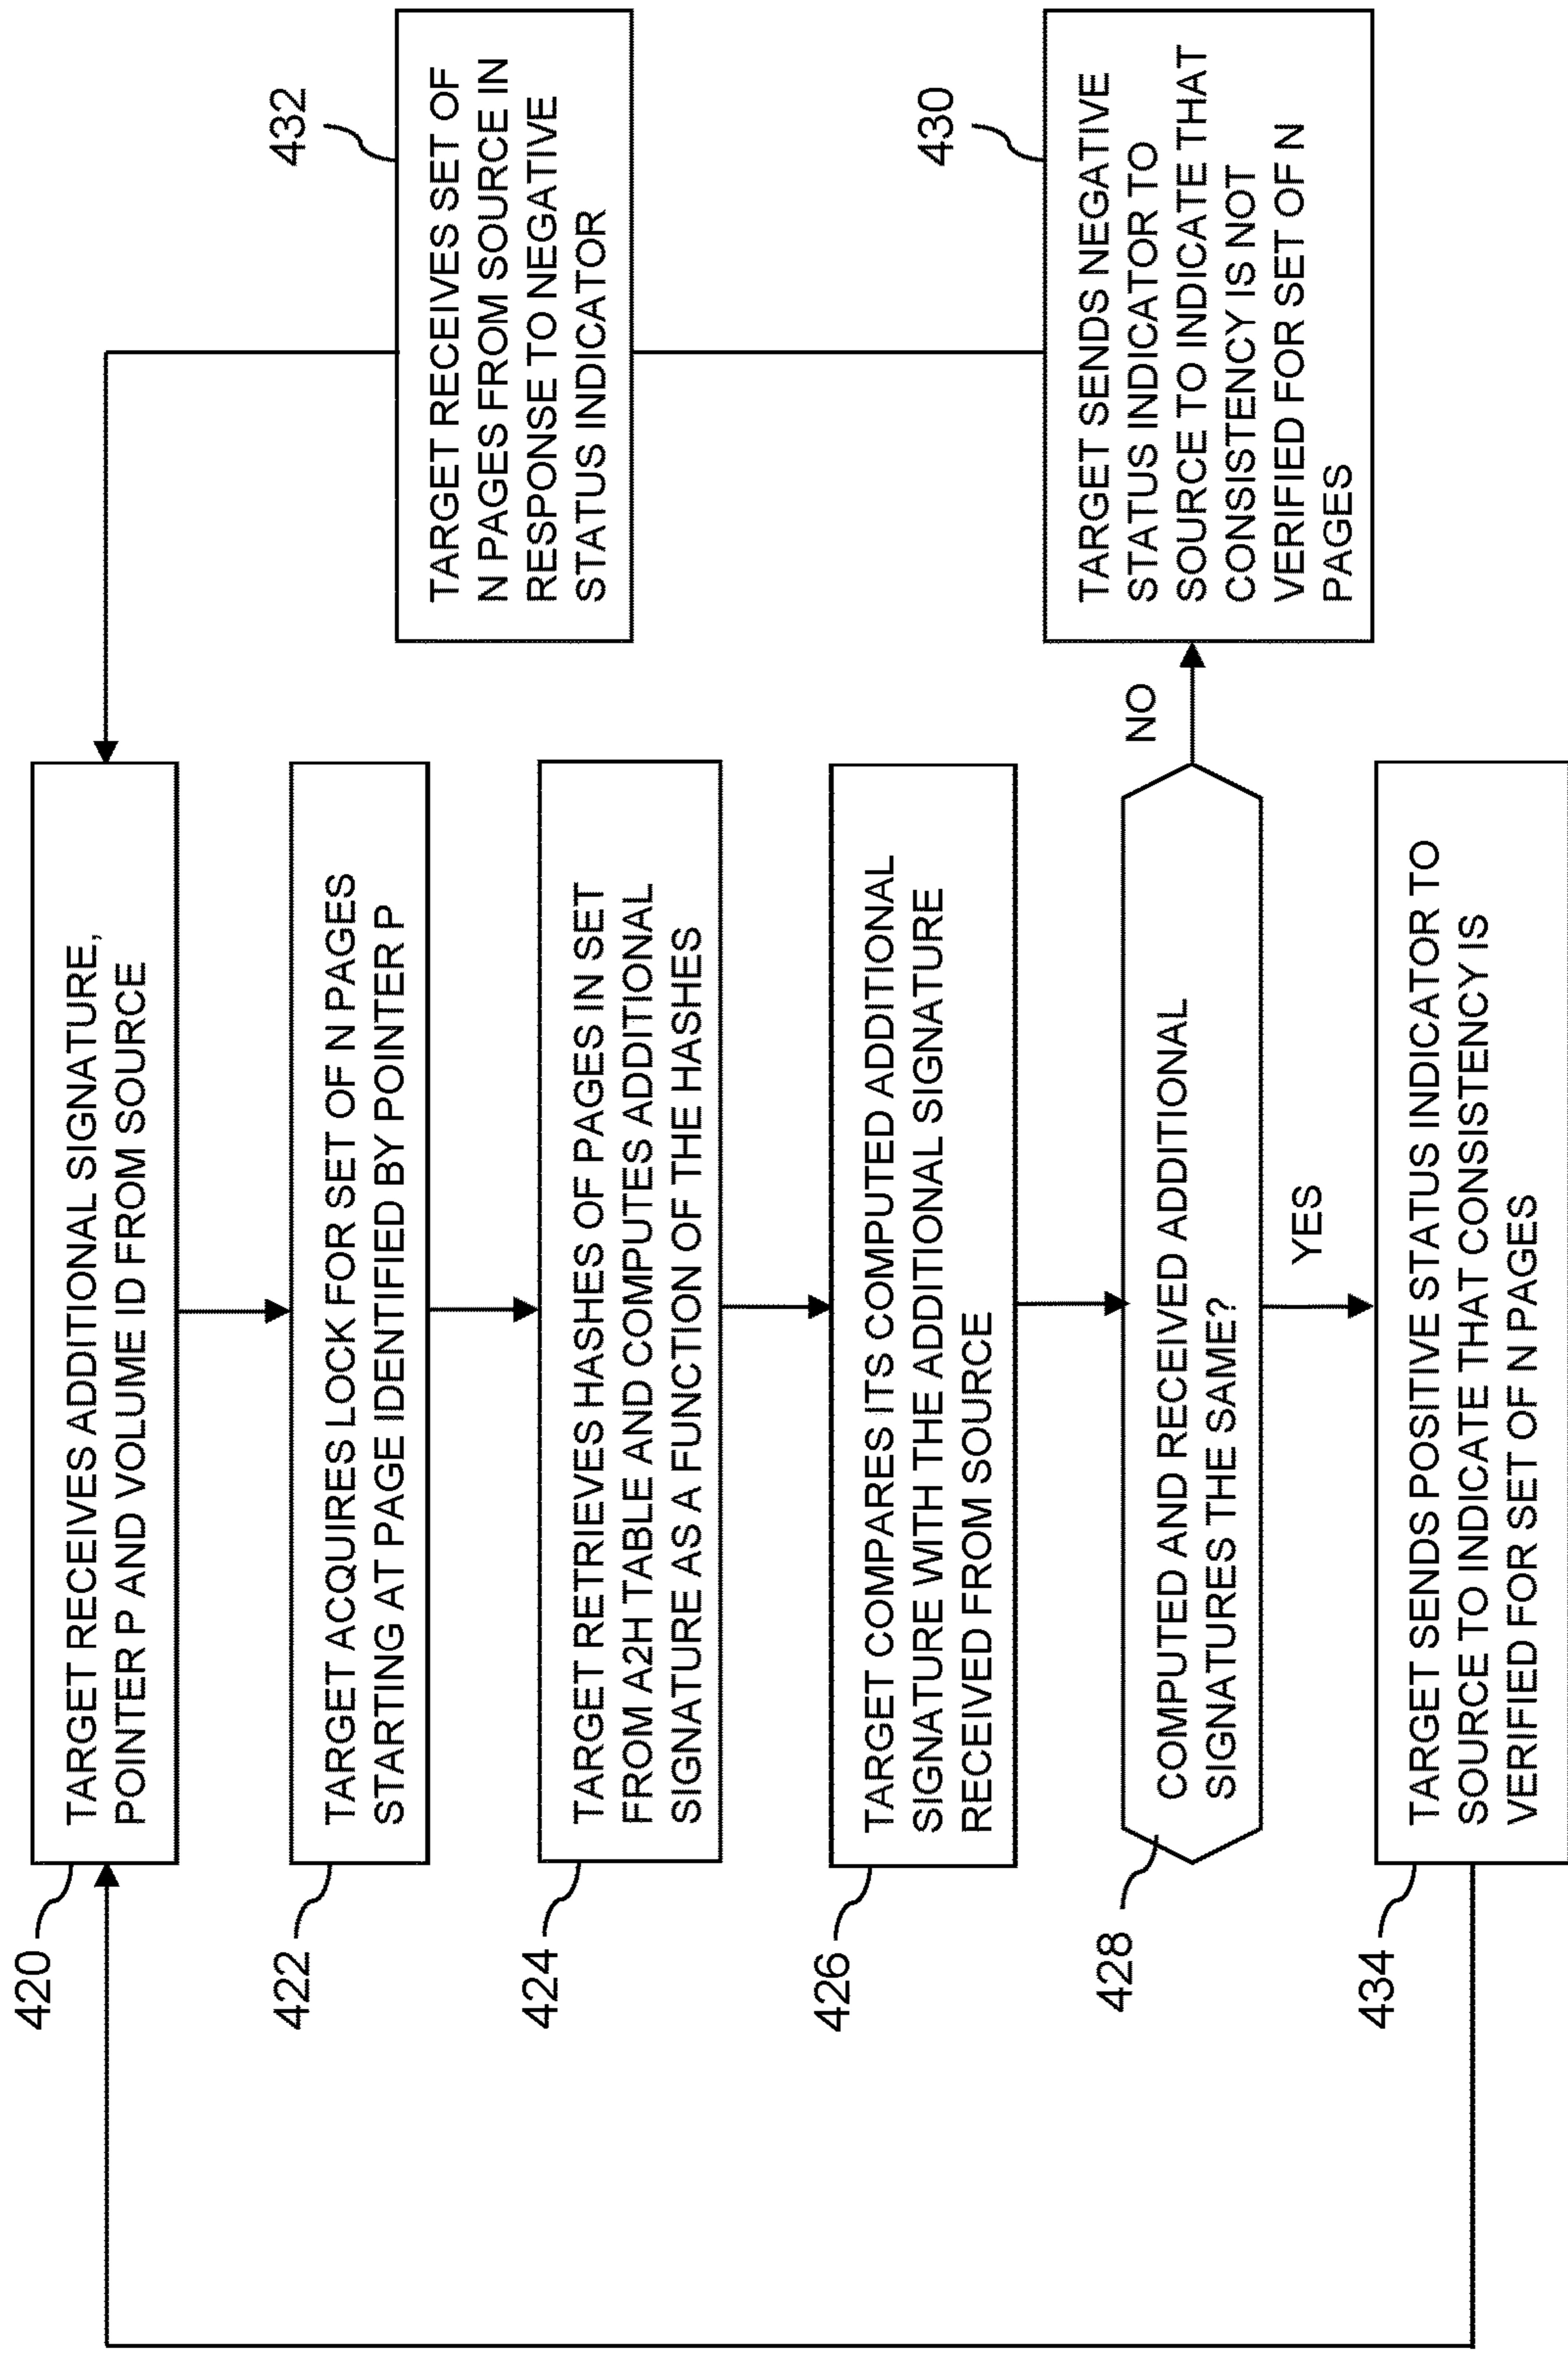 420
TARGET RECEIVES ADDITIONAL SIGNATURE,
POINTER P AND VOLUME ID FROM SOURCE
422
TARGET ACQUIRES LOCK FOR SET OF N PAGES
STARTING AT PAGE IDENTIFIED BY POINTER P
424
TARGET RETRIEVES HASHES OF PAGES IN SET
FROM A2H TABLE AND COMPUTES ADDITIONAL
SIGNATURE AS A FUNCTION OF THE HASHES
426
TARGET COMPARES ITS COMPUTED ADDITIONAL
SIGNATURE WITH THE ADDITIONAL SIGNATURE
RECEIVED FROM SOURCE
428
COMPUTED AND RECEIVED ADDITIONAL
SIGNATURES THE SAME?
NO
YES
430
TARGET SENDS NEGATIVE
STATUS INDICATOR TO
SOURCE TO INDICATE THAT
CONSISTENCY IS NOT
VERIFIED FOR SET OF N
PAGES
432
TARGET RECEIVES SET OF
N PAGES FROM SOURCE IN
RESPONSE TO NEGATIVE
STATUS INDICATOR
434
TARGET SENDS POSITIVE STATUS INDICATOR TO
SOURCE TO INDICATE THAT CONSISTENCY IS
VERIFIED FOR SET OF N PAGES